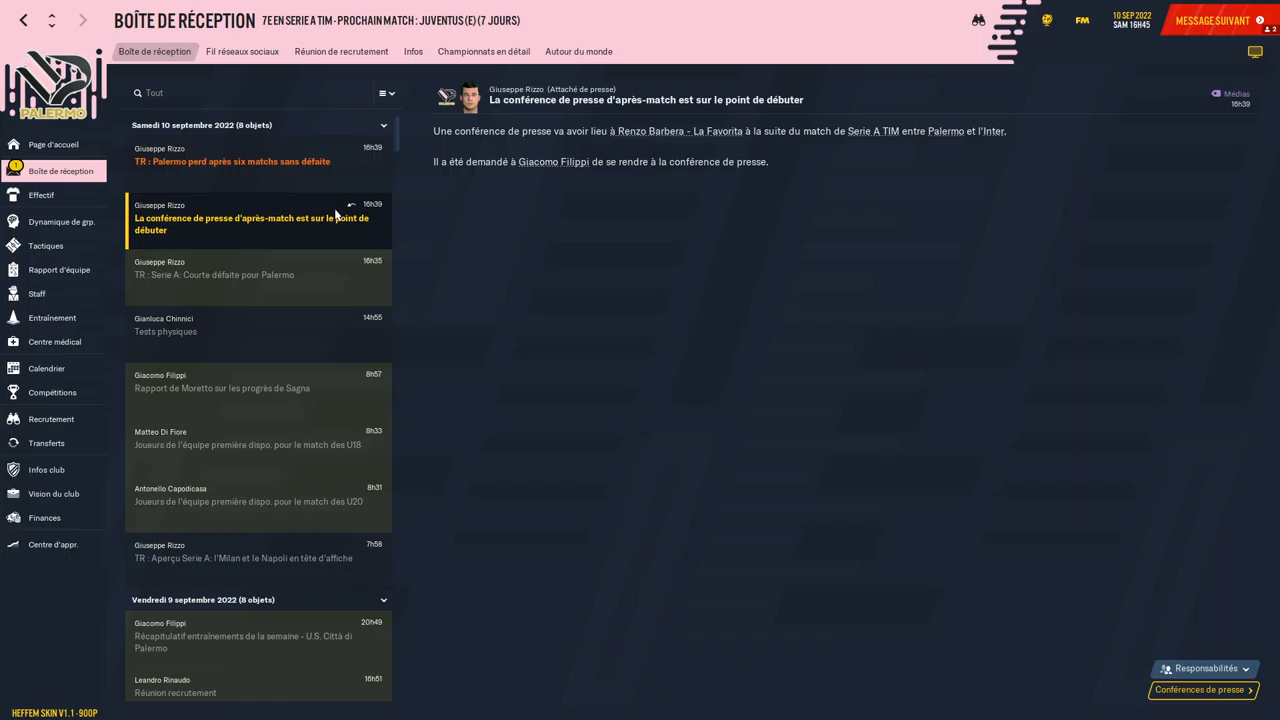 BOÎTE DE RÉCEPTION 7E EN SERIE A TIM - PROCHAIN MATCH : JUVENTUS (E) (7 JOURS)
FM
10 SEP 2022
SAM 16H45
MESSAGE SUIVANT
2
Boîte de réception Fil réseaux sociaux Réunion de recrutement Infos Championnats en détail Autour du monde
PALERMO
Page d'accueil
1
Boîte de réception
Effectif
Dynamique de grp.
Tactiques
Rapport d'équipe
Staff
Entraînement
Centre médical
Calendrier
Compétitions
Recrutement
Transferts
Infos club
Vision du club
Finances
Centre d'appr.
HEFFEM SKIN V1.1 - 900P
Tout
Samedi 10 septembre 2022 (8 objets)
Giuseppe Rizzo 16h39
TR : Palermo perd après six matchs sans défaite
Giuseppe Rizzo 16h39
La conférence de presse d'après-match est sur le point de
débuter
Giuseppe Rizzo 16h35
TR : Serie A: Courte défaite pour Palermo
Gianluca Chinnici 14h55
Tests physiques
Giacomo Filippi 8h57
Rapport de Moretto sur les progrès de Sagna
Matteo Di Fiore 8h33
Joueurs de l'équipe première dispo. pour le match des U18
Antonello Capodicasa 8h31
Joueurs de l'équipe première dispo. pour le match des U20
Giuseppe Rizzo 7h58
TR : Aperçu Serie A: l'Milan et le Napoli en tête d'affiche
Vendredi 9 septembre 2022 (8 objets)
Giacomo Filippi 20h49
Récapitulatif entraînements de la semaine - U.S. Città di
Palermo
Leandro Rinaudo 16h51
Réunion recrutement
Giuseppe Rizzo (Attaché de presse)
La conférence de presse d'après-match est sur le point de débuter
Médias
16h39
Une conférence de presse va avoir lieu à Renzo Barbera - La Favorita à la suite du match de Serie A TIM entre Palermo et l'Inter.
Il a été demandé à Giacomo Filippi de se rendre à la conférence de presse.
Responsabilités
Conférences de presse